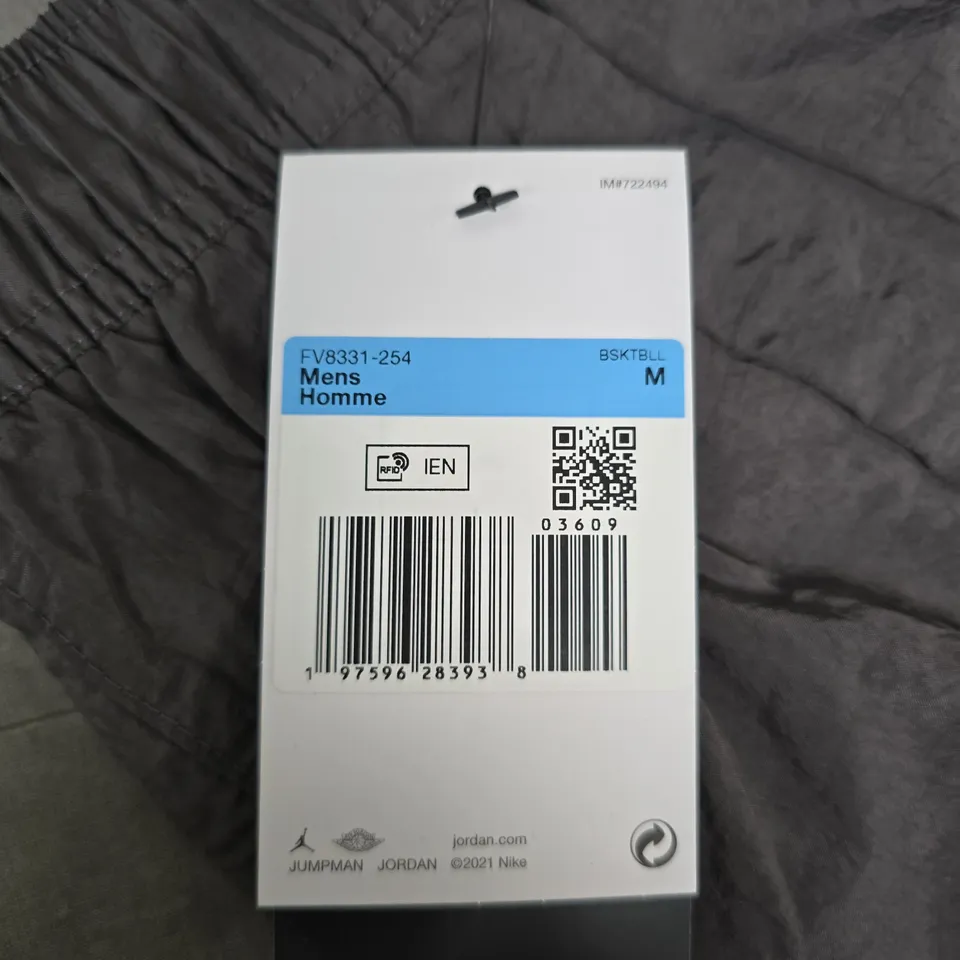 IM#722494
FV8331-254
BSKTBLL
Mens
M
Homme
RFID IEN
03609
1 97596 28393 8
jordan.com
JUMPMAN JORDAN ©2021 Nike